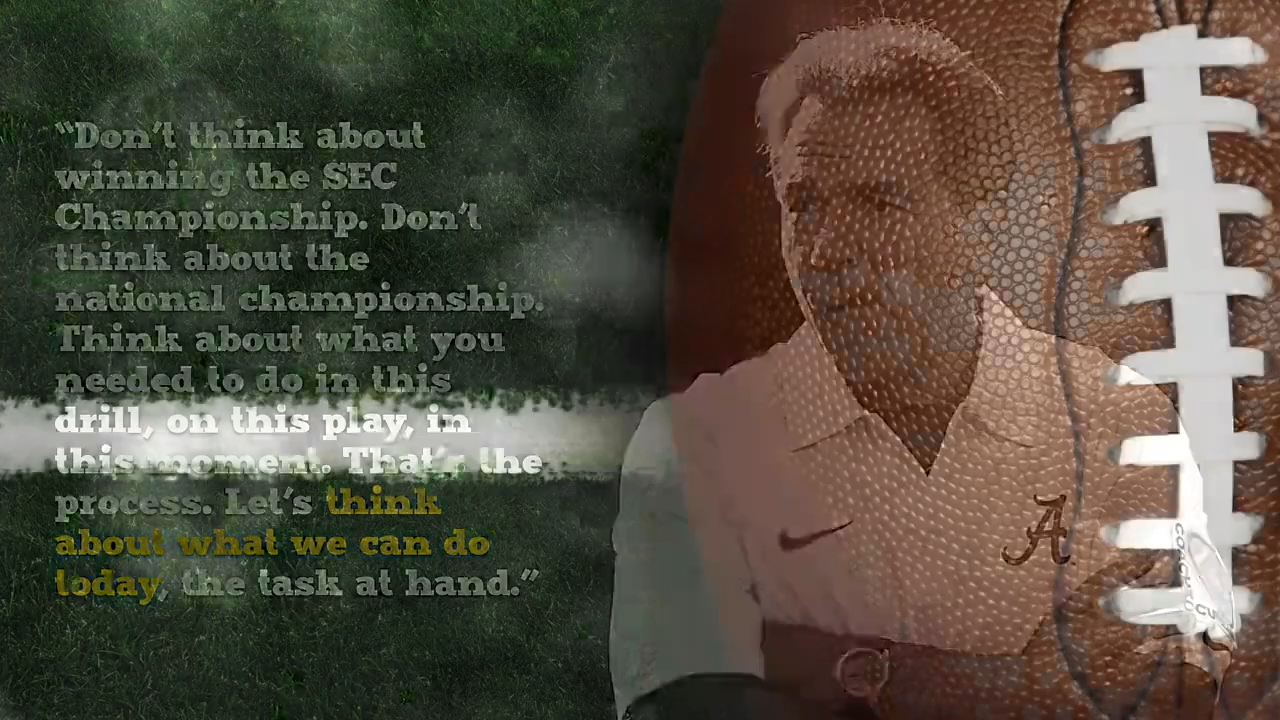 “Don’t think about
winning the SEC
Championship. Don’t
think about the
national championship.
Think about what you
needed to do in this
drill, on this play, in
this moment. That’s the
process. Let’s think
about what we can do
today, the task at hand.”
A